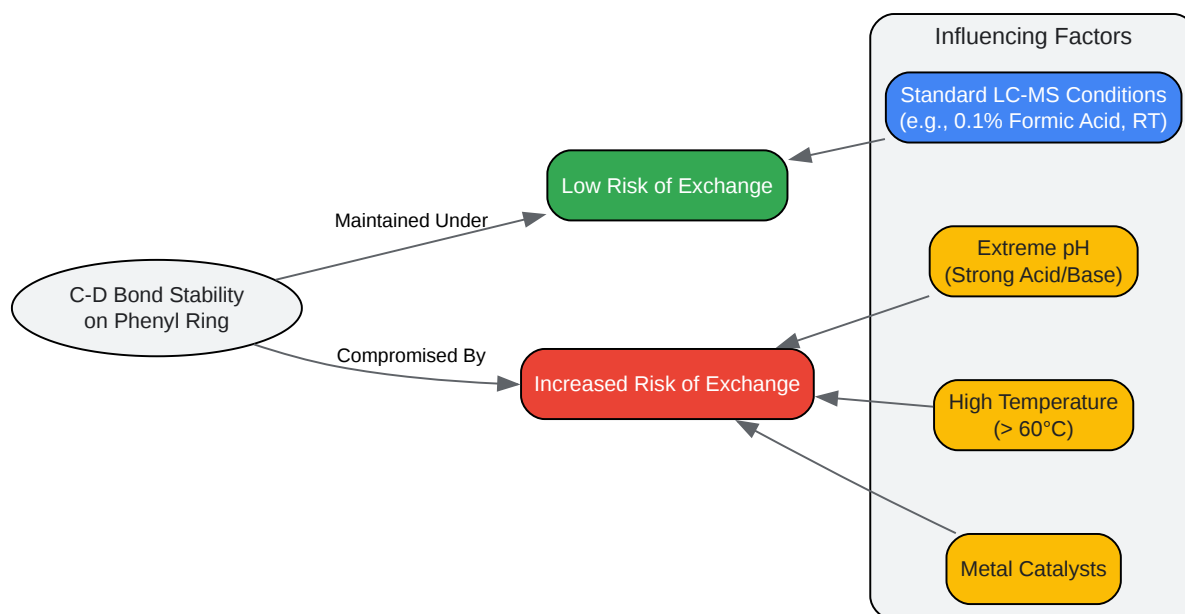 Influencing Factors
Standard LC-MS Conditions
(e.g., 0.1% Formic Acid, RT)
Low Risk of Exchange
Maintained Under
Extreme pH
(Strong Acid/Base)
C-D Bond Stability
on Phenyl Ring
Compromised By
Increased Risk of Exchange
High Temperature
(> 60°C)
Metal Catalysts